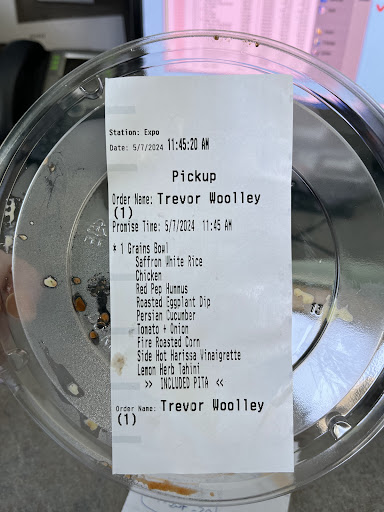 Station: Expo
Date: 5/7/2024 11:45:20 AM
Pickup
Order Name: Trevor Woolley
(1)
Promise Time: 5/7/2024 11:45 AM
* 1 Grains Bowl
Saffron White Rice
Chicken
Red Pep Hummus
Roasted Eggplant Dip
Persian Cucumber
Tomato + Onion
Fire Roasted Corn
Side Hot Harissa Vinaigrette
Lemon Herb Tahini
>> INCLUDED PITA <<
Order Name: Trevor Woolley
(1)